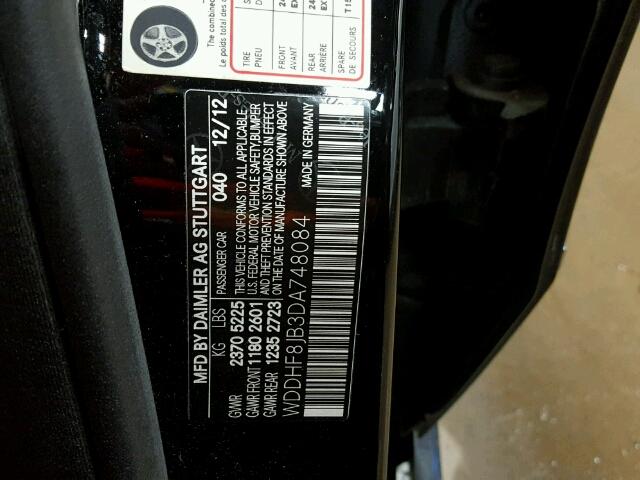 The combined
Le poids total des
TIRE
PNEU
FRONT
AVANT
REAR
ARRIÈRE
SPARE
DE SECOURS
MFD BY DAIMLER AG STUTTGART
PASSENGER CAR 040 12/12
KG LBS
GVWR 2370 5225
GAWR FRONT 1180 2601
GAWR REAR 1235 2723
THIS VEHICLE CONFORMS TO ALL APPLICABLE
U.S. FEDERAL MOTOR VEHICLE SAFETY,BUMPER
AND THEFT PREVENTION STANDARDS IN EFFECT
ON THE DATE OF MANUFACTURE SHOWN ABOVE
MADE IN GERMANY
WDDHF8JB3DA748084